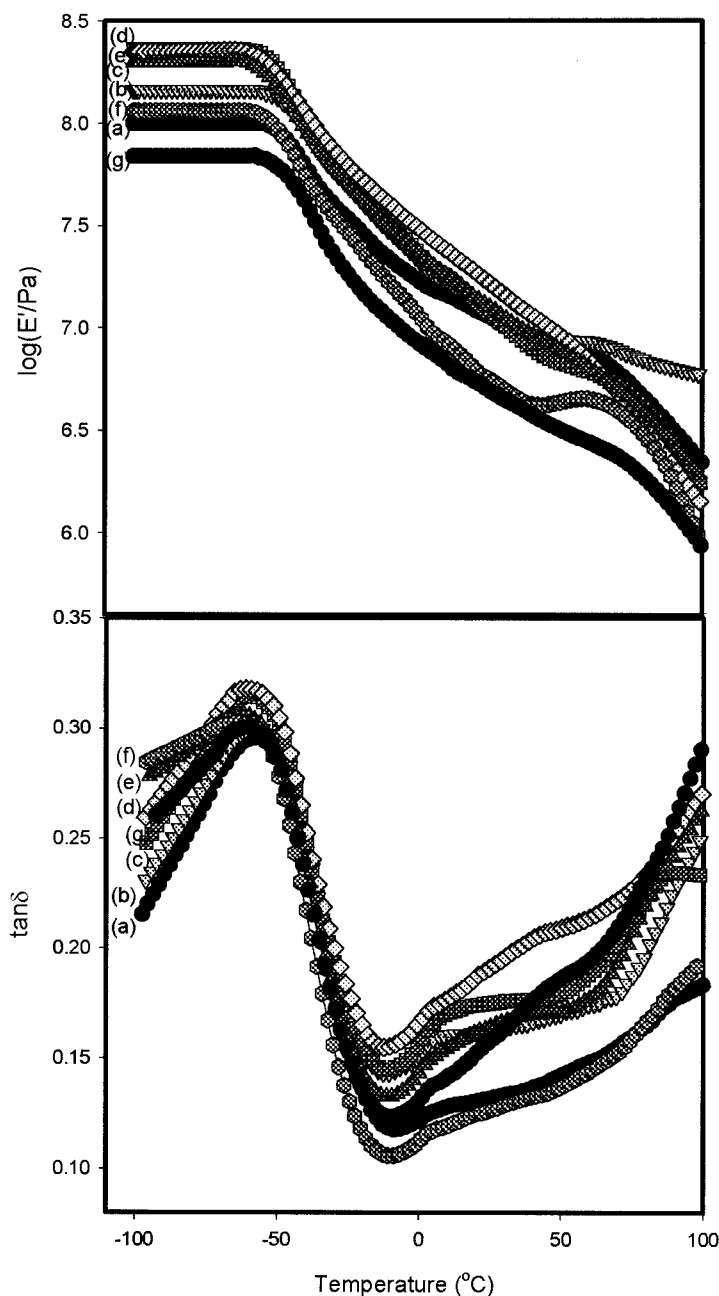 8.5
(d)
(e)
(c)
(b)
8.0
(f)
(a)
(g)
7.5
log(E'/Pa)
7.0
6.5
6.0
0.35
0.30
(f)
(e)
(d)
0.25
(g)
(c)
(b)
(a)
tanδ
0.20
0.15
0.10
-100 -50 0 50 100
Temperature (°C)